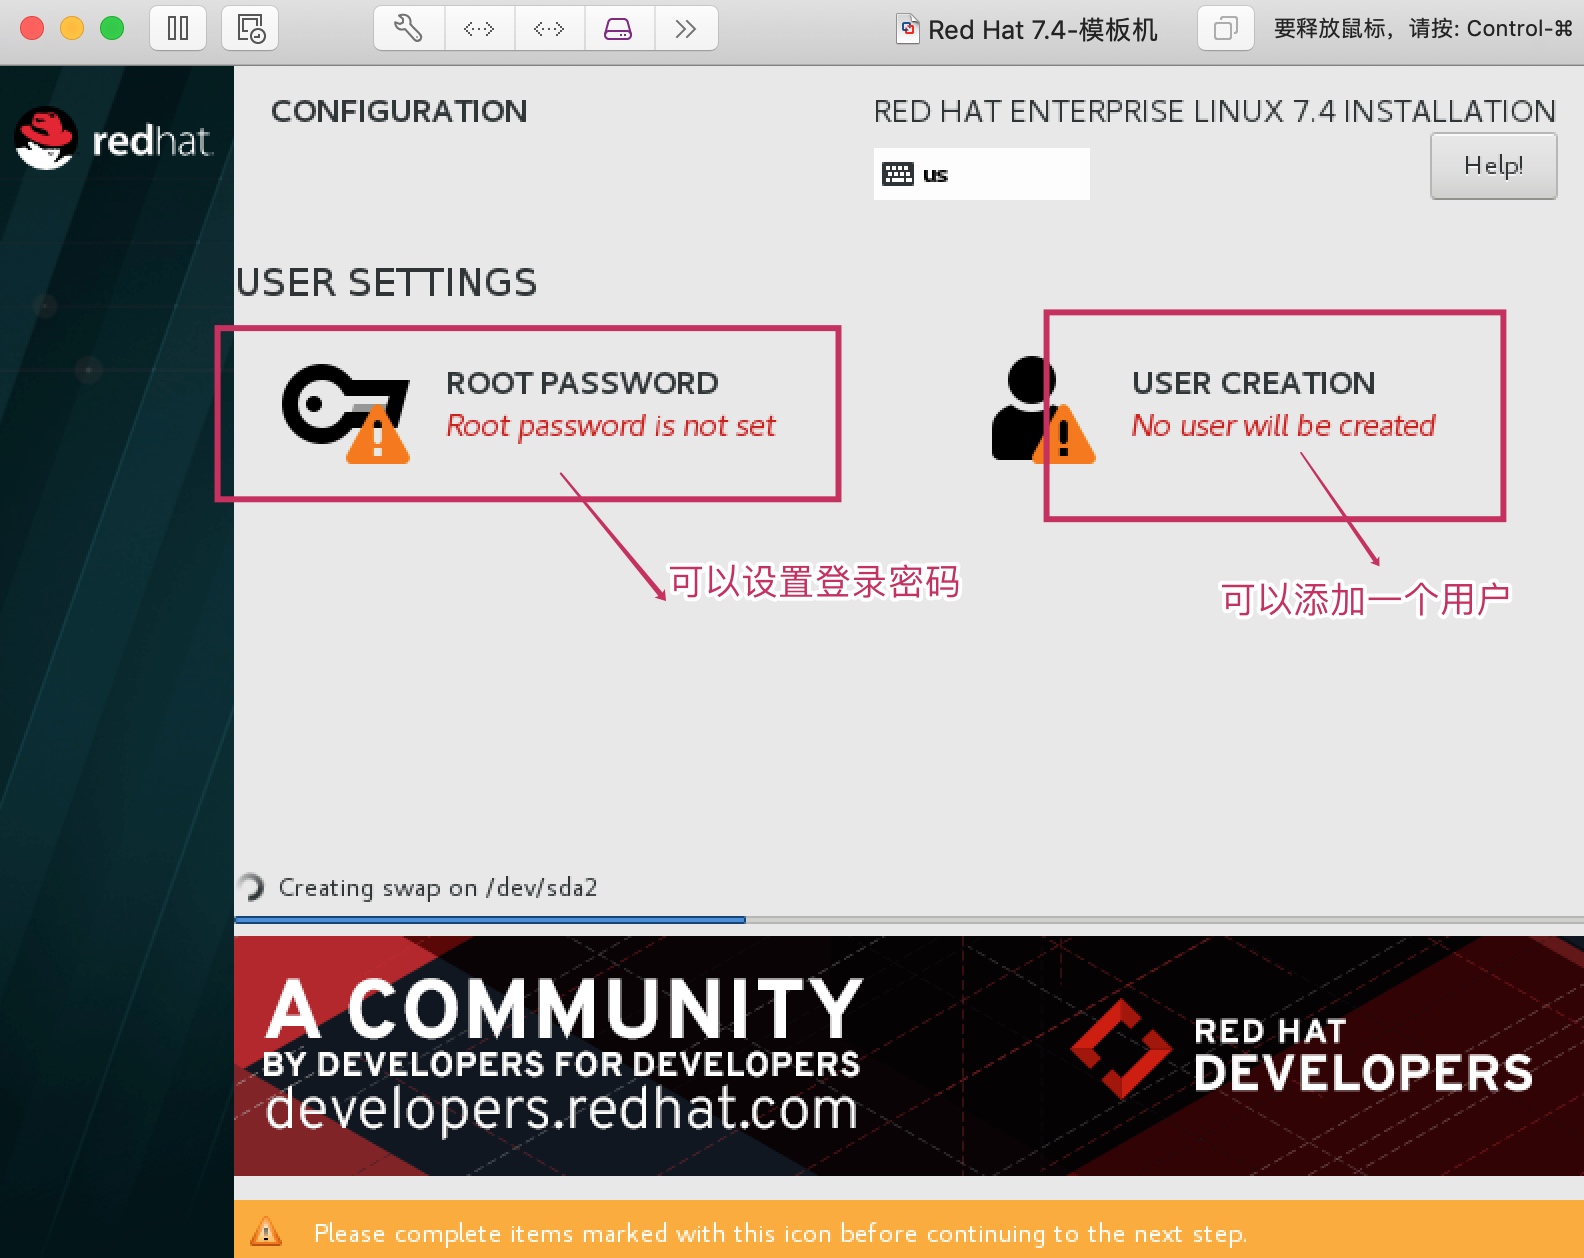 Red Hat 7.4-模板机
要释放鼠标，请按: Control-⌘
redhat.
CONFIGURATION
RED HAT ENTERPRISE LINUX 7.4 INSTALLATION
us
Help!
USER SETTINGS
ROOT PASSWORD
Root password is not set
USER CREATION
No user will be created
可以设置登录密码
可以添加一个用户
Creating swap on /dev/sda2
A COMMUNITY
BY DEVELOPERS FOR DEVELOPERS
developers.redhat.com
RED HAT
DEVELOPERS
Please complete items marked with this icon before continuing to the next step.